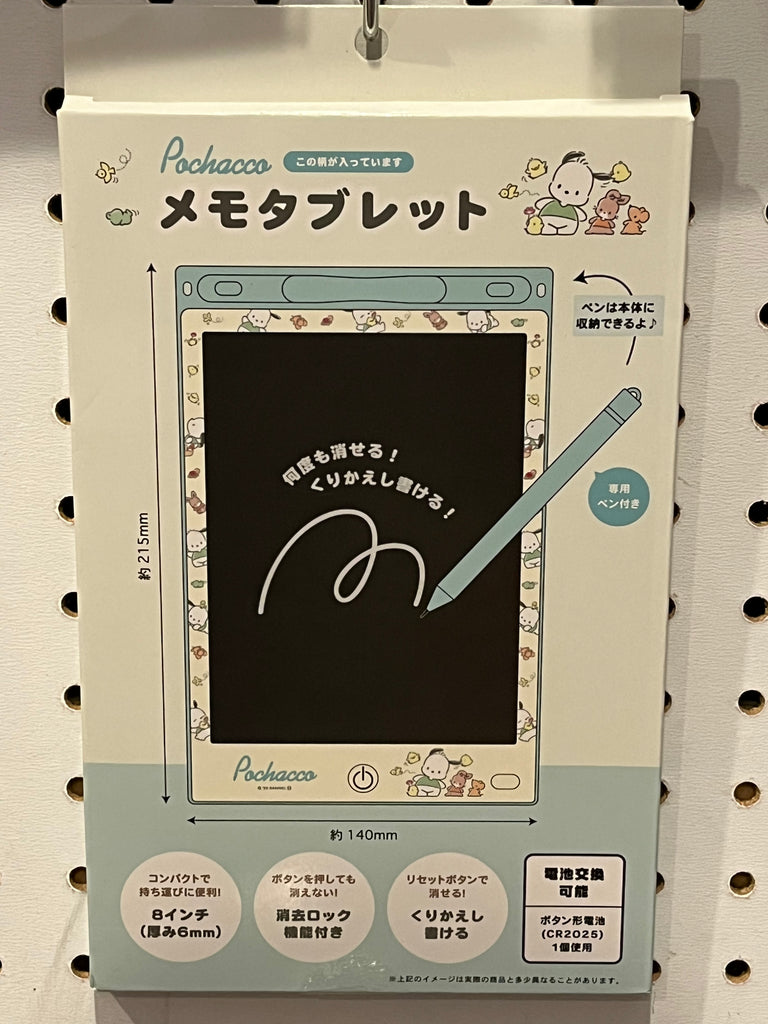 Pochacco
この柄が入っています
メモタブレット
ペンは本体に
収納できるよ♪
何度も消せる!
くりかえし書ける!
専用
ペン付き
約215mm
Pochacco
約140mm
コンパクトで
持ち運びに便利!
8インチ
(厚み6mm)
ボタンを押しても
消えない!
消去ロック
機能付き
リセットボタンで
消せる!
くりかえし
書ける
電池交換
可能
ボタン形電池
(CR2025)
1個使用
※上記のイメージは実際の商品と多少異なることがあります。